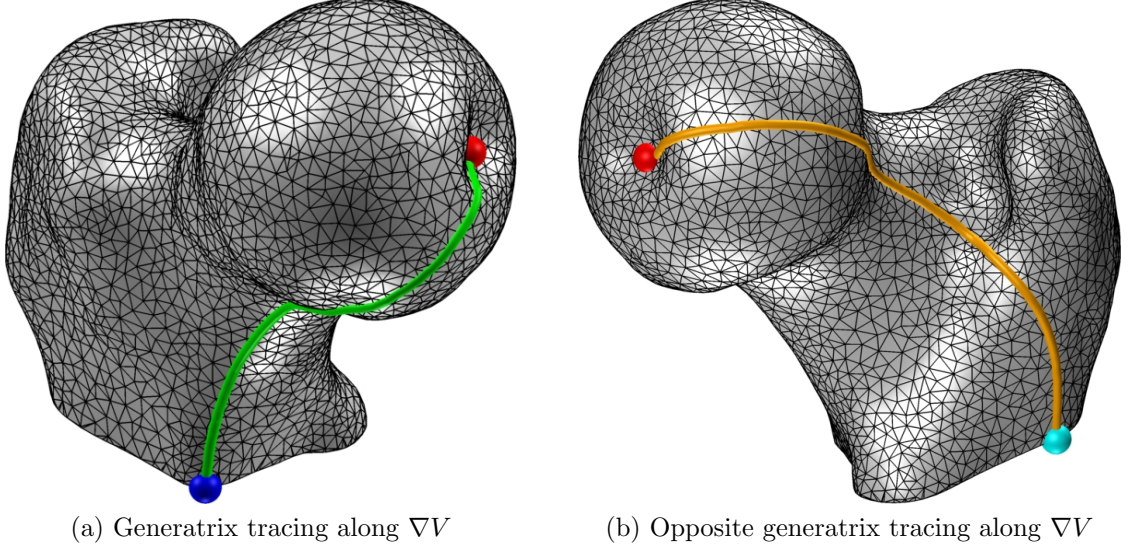 (a) Generatrix tracing along ∇V
(b) Opposite generatrix tracing along ∇V